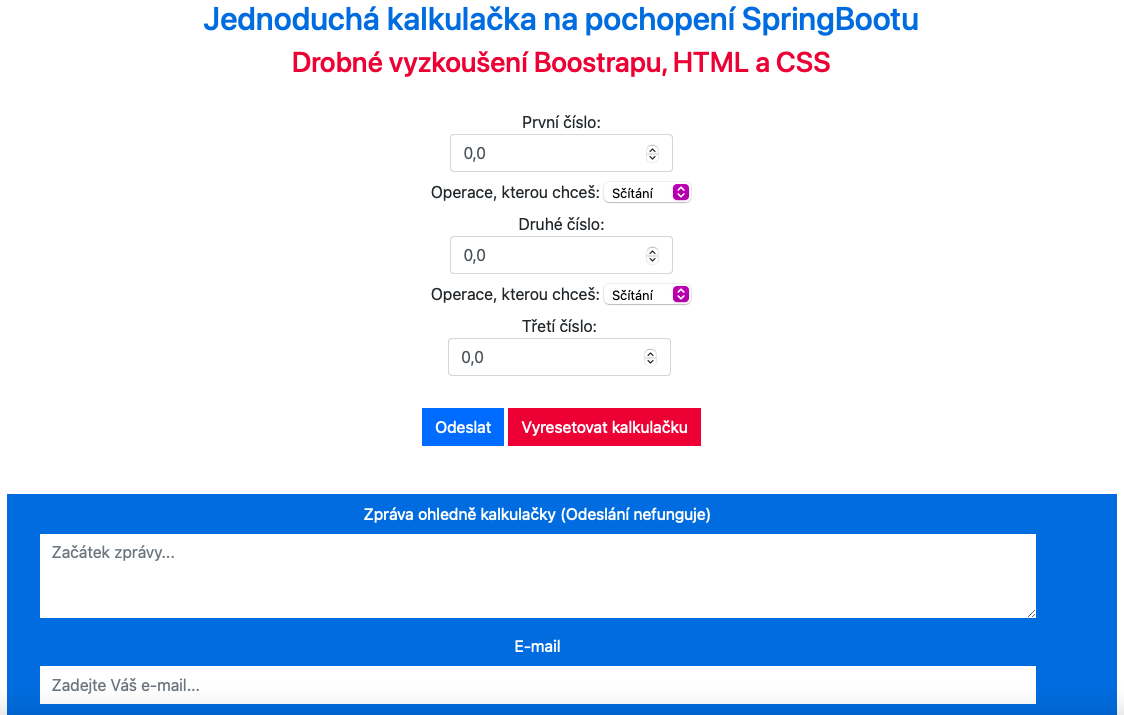 Jednoduchá kalkulačka na pochopení SpringBootu
Drobné vyzkoušení Boostrapu, HTML a CSS
První číslo:
0,0
Operace, kterou chceš: Sčítání
Druhé číslo:
0,0
Operace, kterou chceš: Sčítání
Třetí číslo:
0,0
Odeslat Vyresetovat kalkulačku
Zpráva ohledně kalkulačky (Odeslání nefunguje)
Začátek zprávy...
E-mail
Zadejte Váš e-mail...